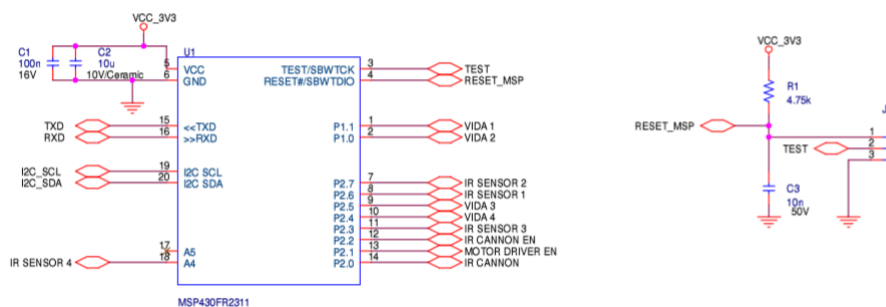 VCC_3V3
C1
100n
16V
C2
10u
10V/Ceramic
U1
5 VCC
6 GND
TEST/SBWTCK 3 TEST
RESET#/SBWTDIO 4 RESET_MSP
TXD 15 <<TXD
RXD 16 >>RXD
P1.1 1 VIDA 1
P1.0 2 VIDA 2
I2C_SCL 19 I2C SCL
I2C_SDA 20 I2C SDA
P2.7 7 IR SENSOR 2
P2.6 8 IR SENSOR 1
P2.5 9 VIDA 3
P2.4 10 VIDA 4
P2.3 11 IR SENSOR 3
P2.2 12 IR CANNON EN
P2.1 13 MOTOR DRIVER EN
P2.0 14 IR CANNON
17 A5
IR SENSOR 4 18 A4
MSP430FR2311
VCC_3V3
R1
4.75k
J
RESET_MSP
1
TEST 2
3
C3
10n
50V